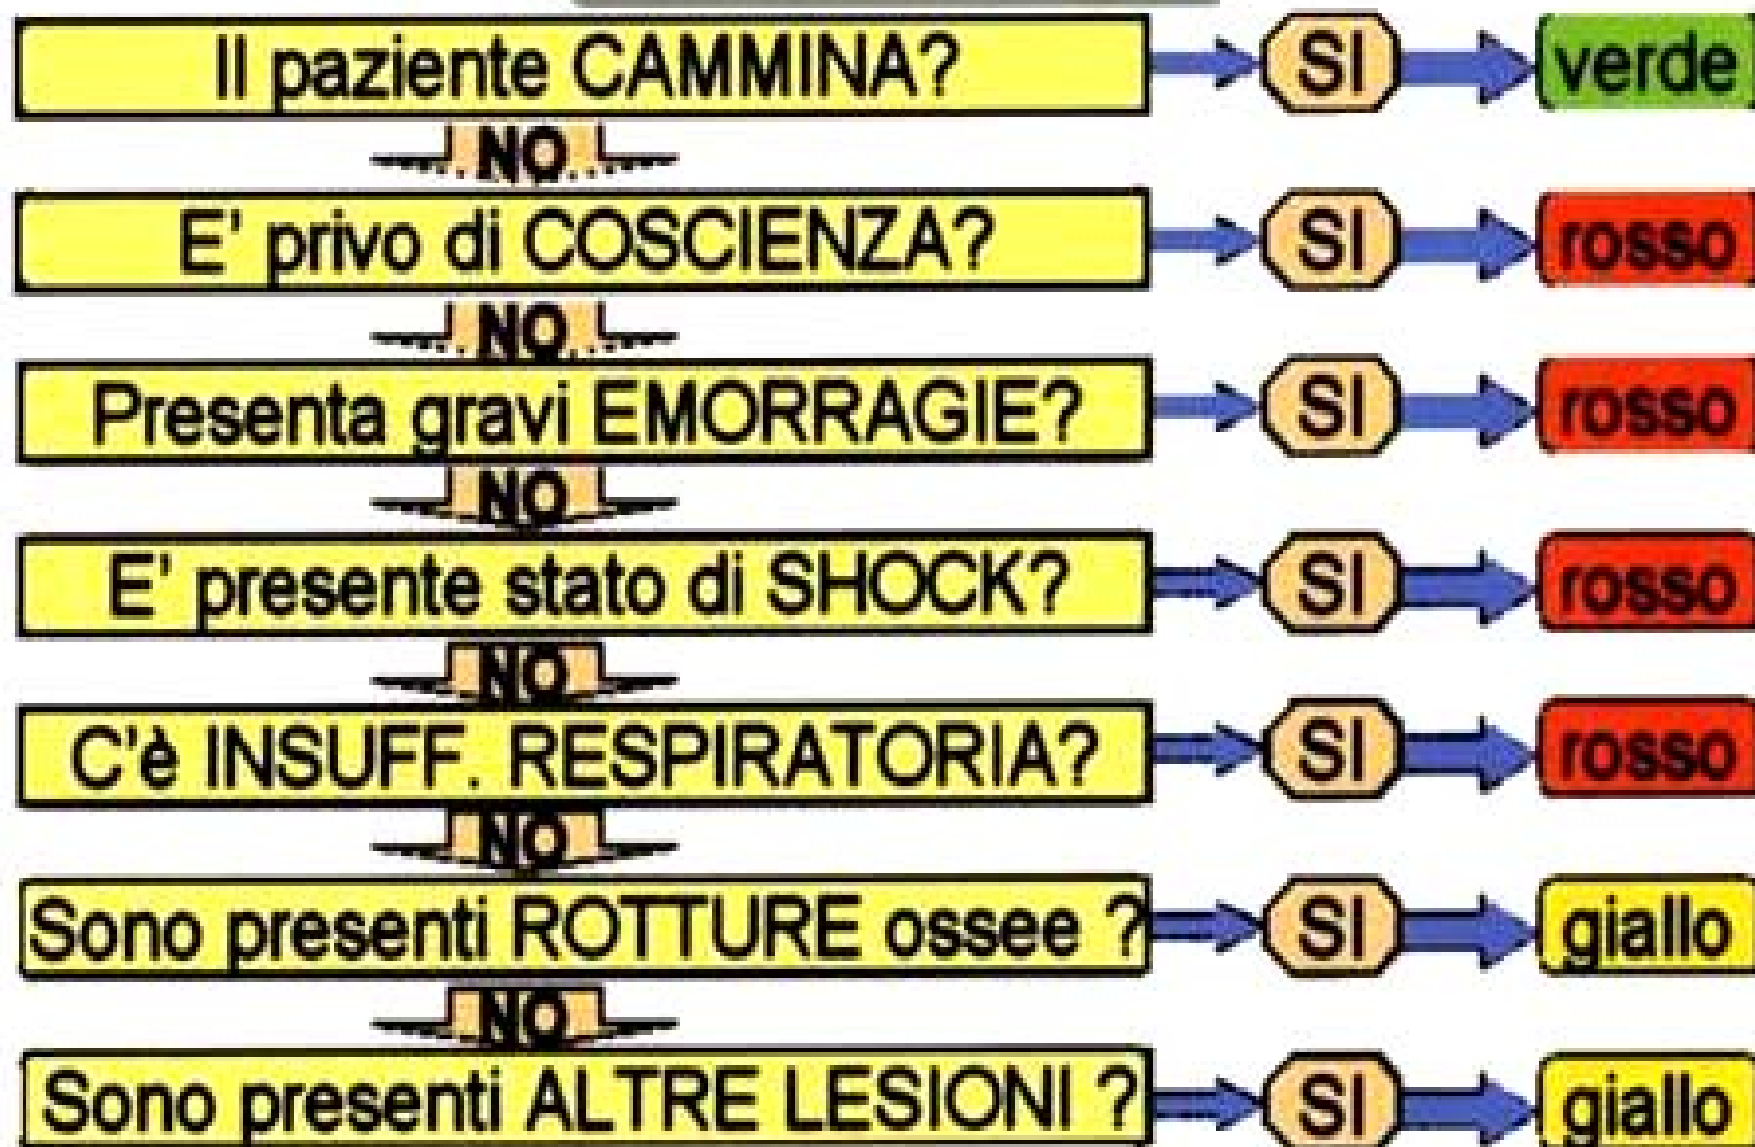 Il paziente CAMMINA? SI verde
NO
E' privo di COSCIENZA? SI rosso
NO
Presenta gravi EMORRAGIE? SI rosso
NO
E' presente stato di SHOCK? SI rosso
NO
C'è INSUFF. RESPIRATORIA? SI rosso
NO
Sono presenti ROTTURE ossee ? SI giallo
NO
Sono presenti ALTRE LESIONI ? SI giallo